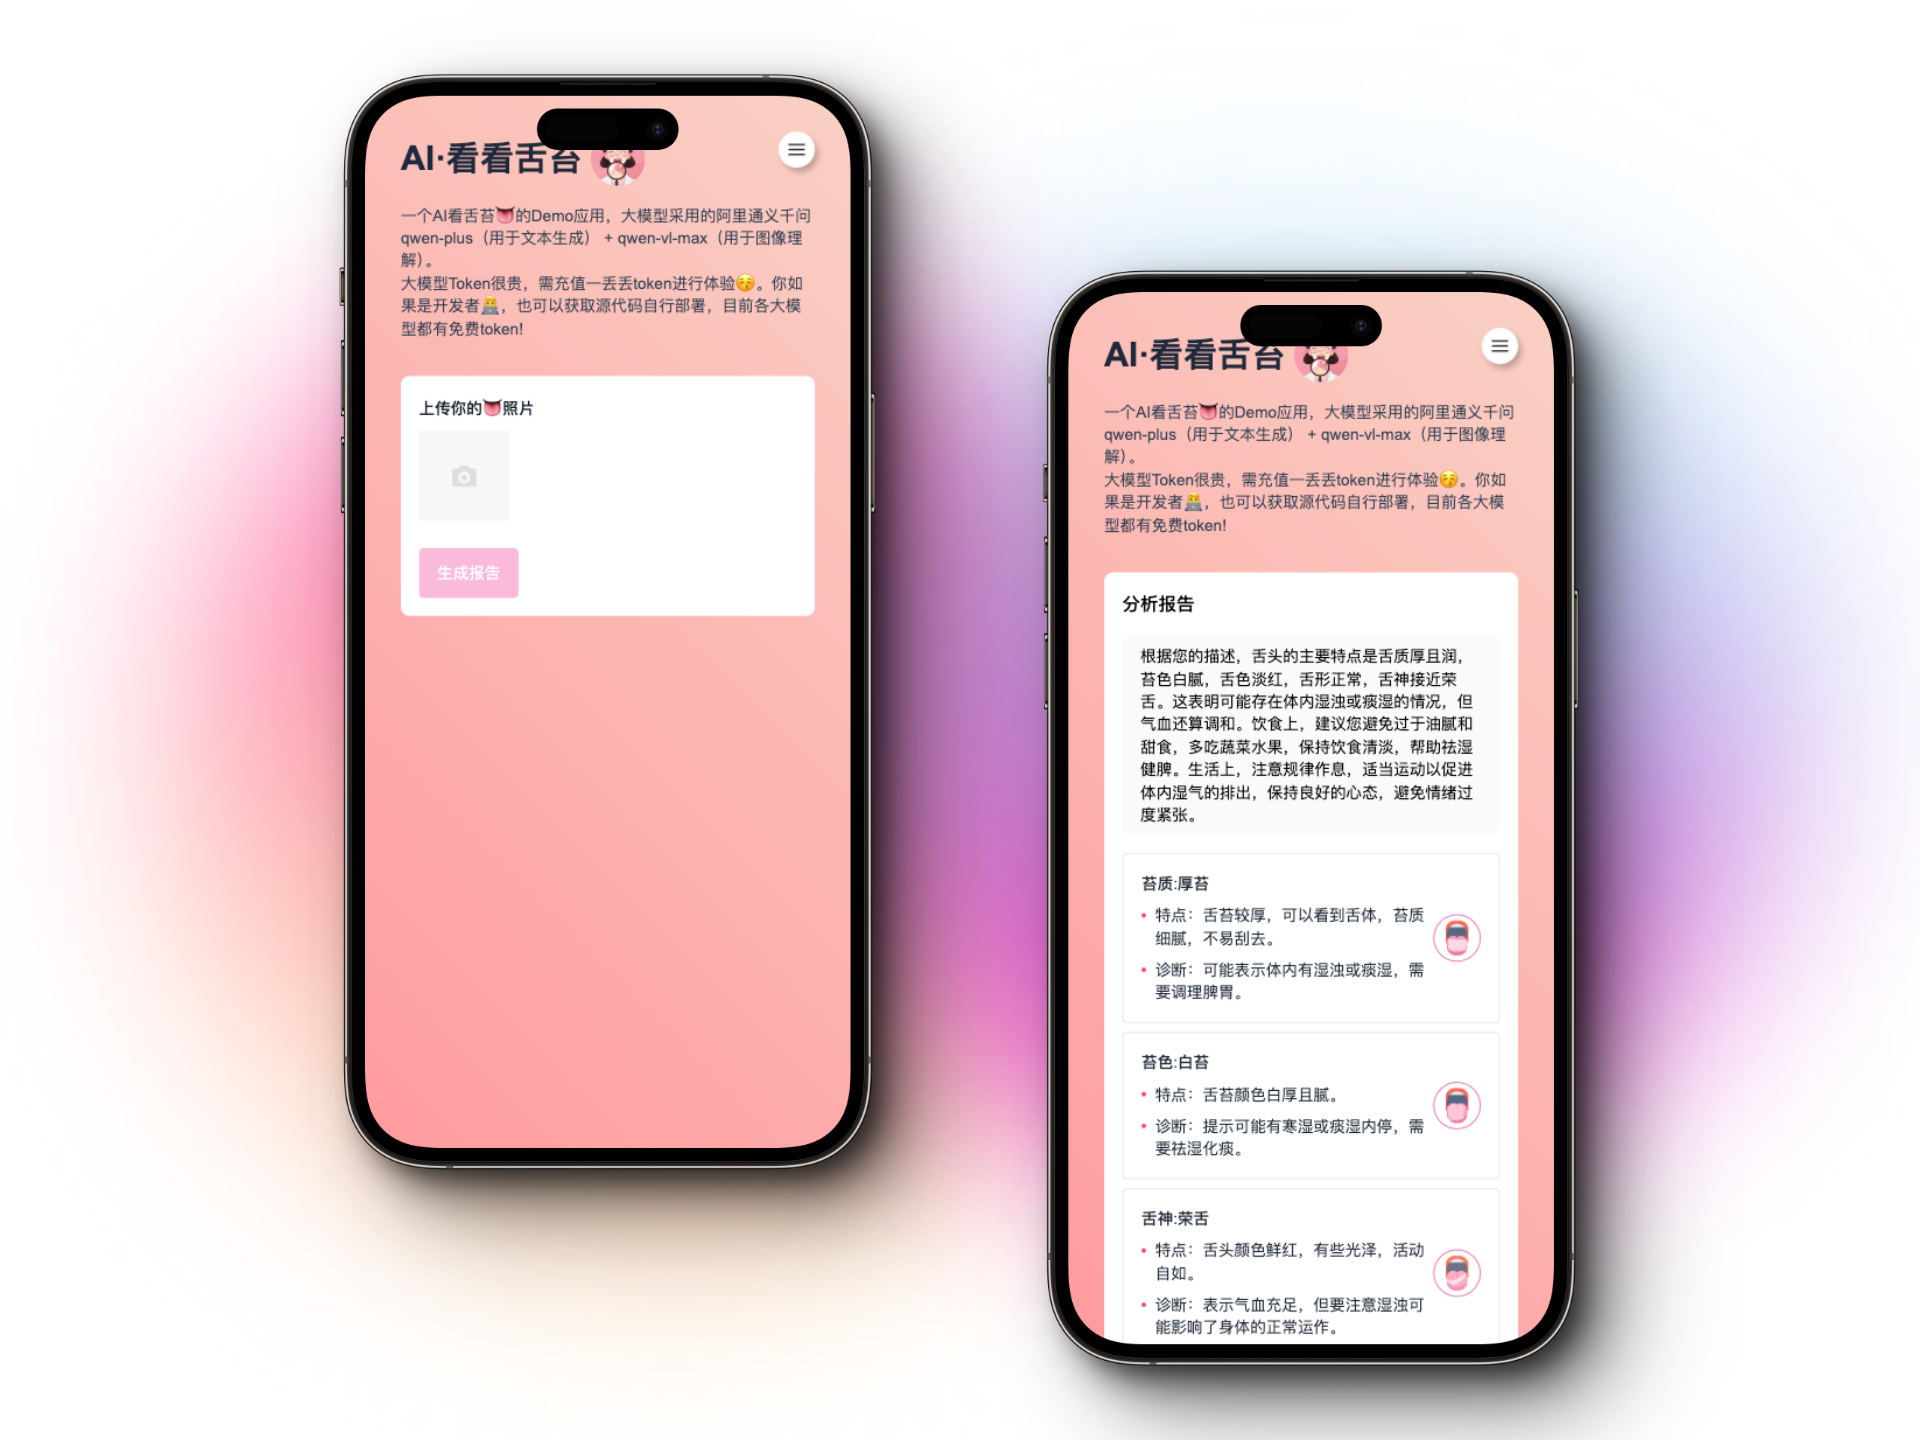 AI·看看舌苔
一个AI看舌苔👅的Demo应用，大模型采用的阿里通义千问
qwen-plus（用于文本生成） + qwen-vl-max（用于图像理
解）。
大模型Token很贵，需充值一丢丢token进行体验😚。你如
果是开发者👨‍💻，也可以获取源代码自行部署，目前各大模
型都有免费token!
上传你的👅照片
生成报告
AI·看看舌苔
一个AI看舌苔👅的Demo应用，大模型采用的阿里通义千问
qwen-plus（用于文本生成） + qwen-vl-max（用于图像理
解）。
大模型Token很贵，需充值一丢丢token进行体验😚。你如
果是开发者👨‍💻，也可以获取源代码自行部署，目前各大模
型都有免费token!
分析报告
根据您的描述，舌头的主要特点是舌质厚且润，
苔色白腻，舌色淡红，舌形正常，舌神接近荣
舌。这表明可能存在体内湿浊或痰湿的情况，但
气血还算调和。饮食上，建议您避免过于油腻和
甜食，多吃蔬菜水果，保持饮食清淡，帮助祛湿
健脾。生活上，注意规律作息，适当运动以促进
体内湿气的排出，保持良好的心态，避免情绪过
度紧张。
苔质:厚苔
• 特点：舌苔较厚，可以看到舌体，苔质
细腻，不易刮去。
• 诊断：可能表示体内有湿浊或痰湿，需
要调理脾胃。
苔色:白苔
• 特点：舌苔颜色白厚且腻。
• 诊断：提示可能有寒湿或痰湿内停，需
要祛湿化痰。
舌神:荣舌
• 特点：舌头颜色鲜红，有些光泽，活动
自如。
• 诊断：表示气血充足，但要注意湿浊可
能影响了身体的正常运作。